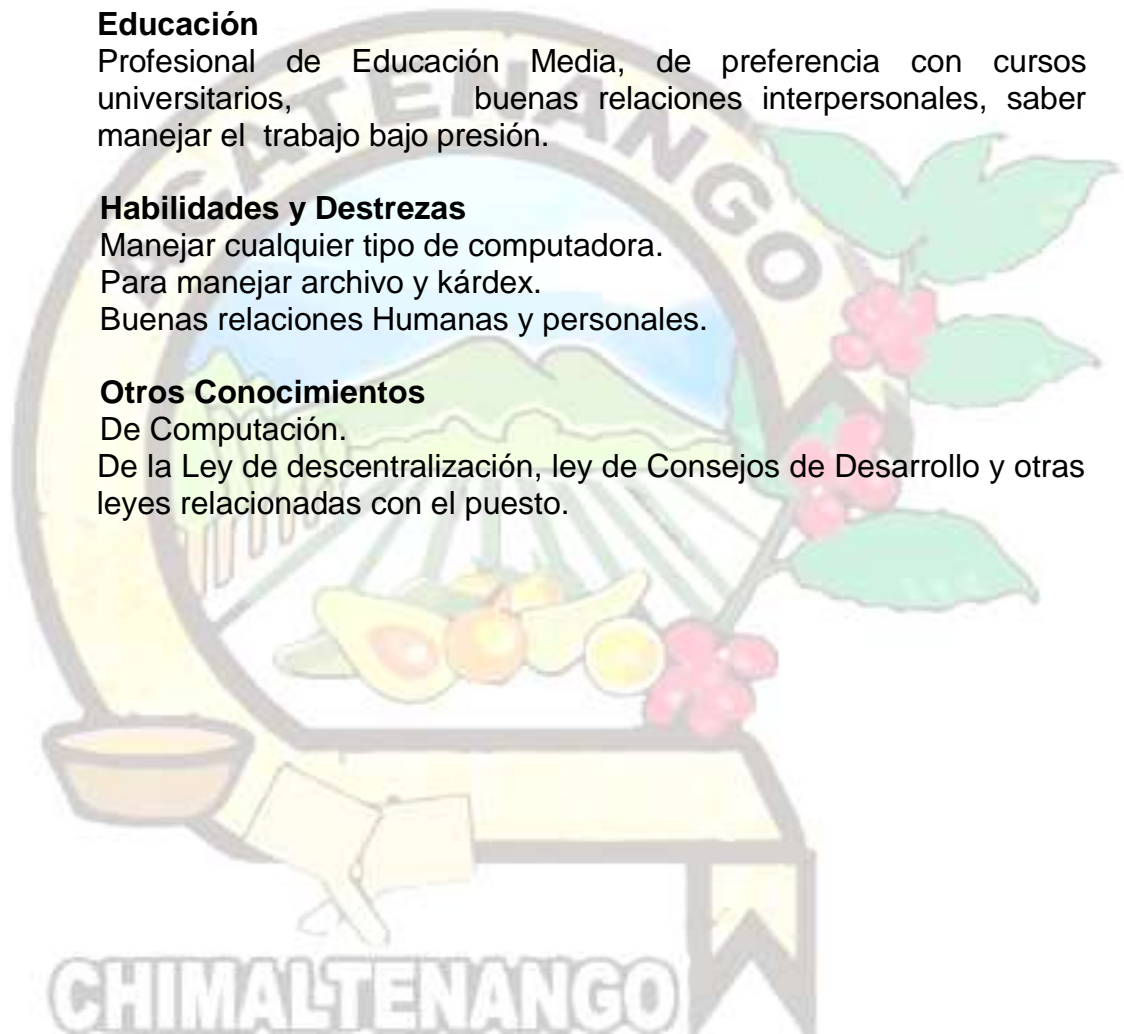 Educación
Profesional de Educación Media, de preferencia con cursos
universitarios, buenas relaciones interpersonales, saber
manejar el trabajo bajo presión.
Habilidades y Destrezas
Manejar cualquier tipo de computadora.
Para manejar archivo y kárdex.
Buenas relaciones Humanas y personales.
Otros Conocimientos
De Computación.
De la Ley de descentralización, ley de Consejos de Desarrollo y otras
leyes relacionadas con el puesto.
ACATENANGO
CHIMALTENANGO